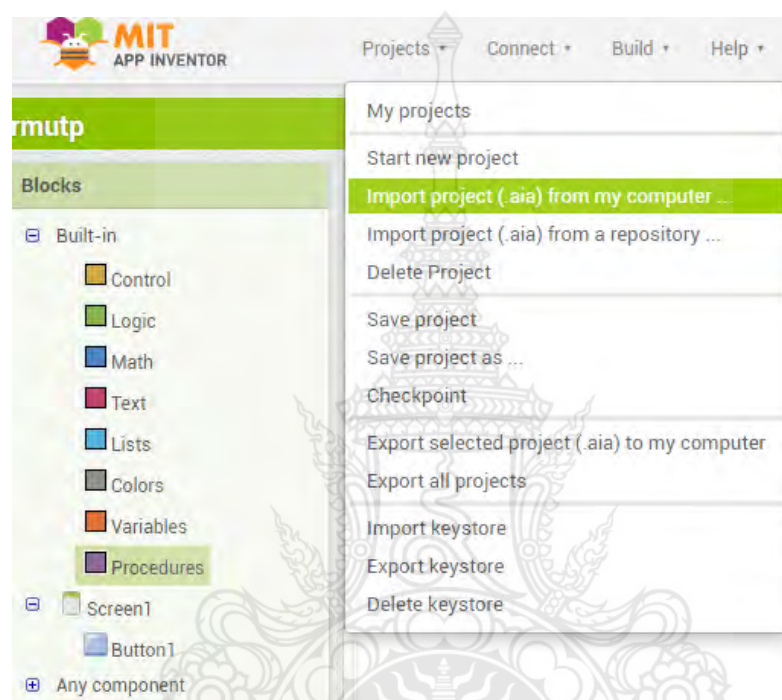 MIT
APP INVENTOR
Projects Connect Build Help
rmutp
Blocks
Built-in
Control
Logic
Math
Text
Lists
Colors
Variables
Procedures
Screen1
Button1
Any component
My projects
Start new project
Import project (.aia) from my computer ...
Import project (.aia) from a repository ...
Delete Project
Save project
Save project as ...
Checkpoint
Export selected project (.aia) to my computer
Export all projects
Import keystore
Export keystore
Delete keystore